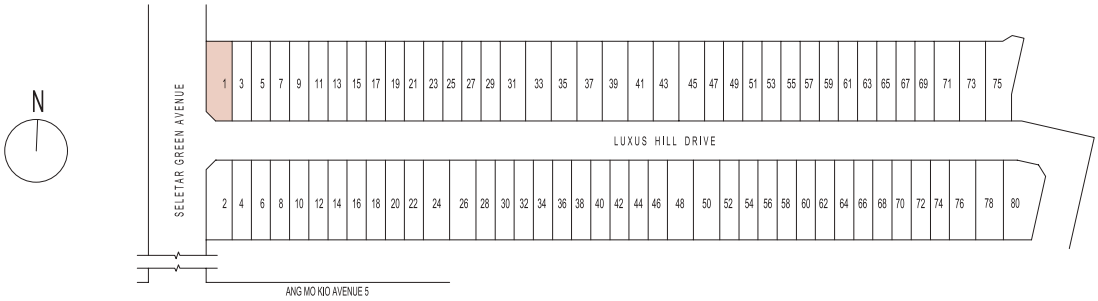 N
SELETAR GREEN AVENUE
1 3 5 7 9 11 13 15 17 19 21 23 25 27 29 31 33 35 37 39 41 43 45 47 49 51 53 55 57 59 61 63 65 67 69 71 73 75
LUXUS HILL DRIVE
2 4 6 8 10 12 14 16 18 20 22 24 26 28 30 32 34 36 38 40 42 44 46 48 50 52 54 56 58 60 62 64 66 68 70 72 74 76 78 80
ANG MO KIO AVENUE 5